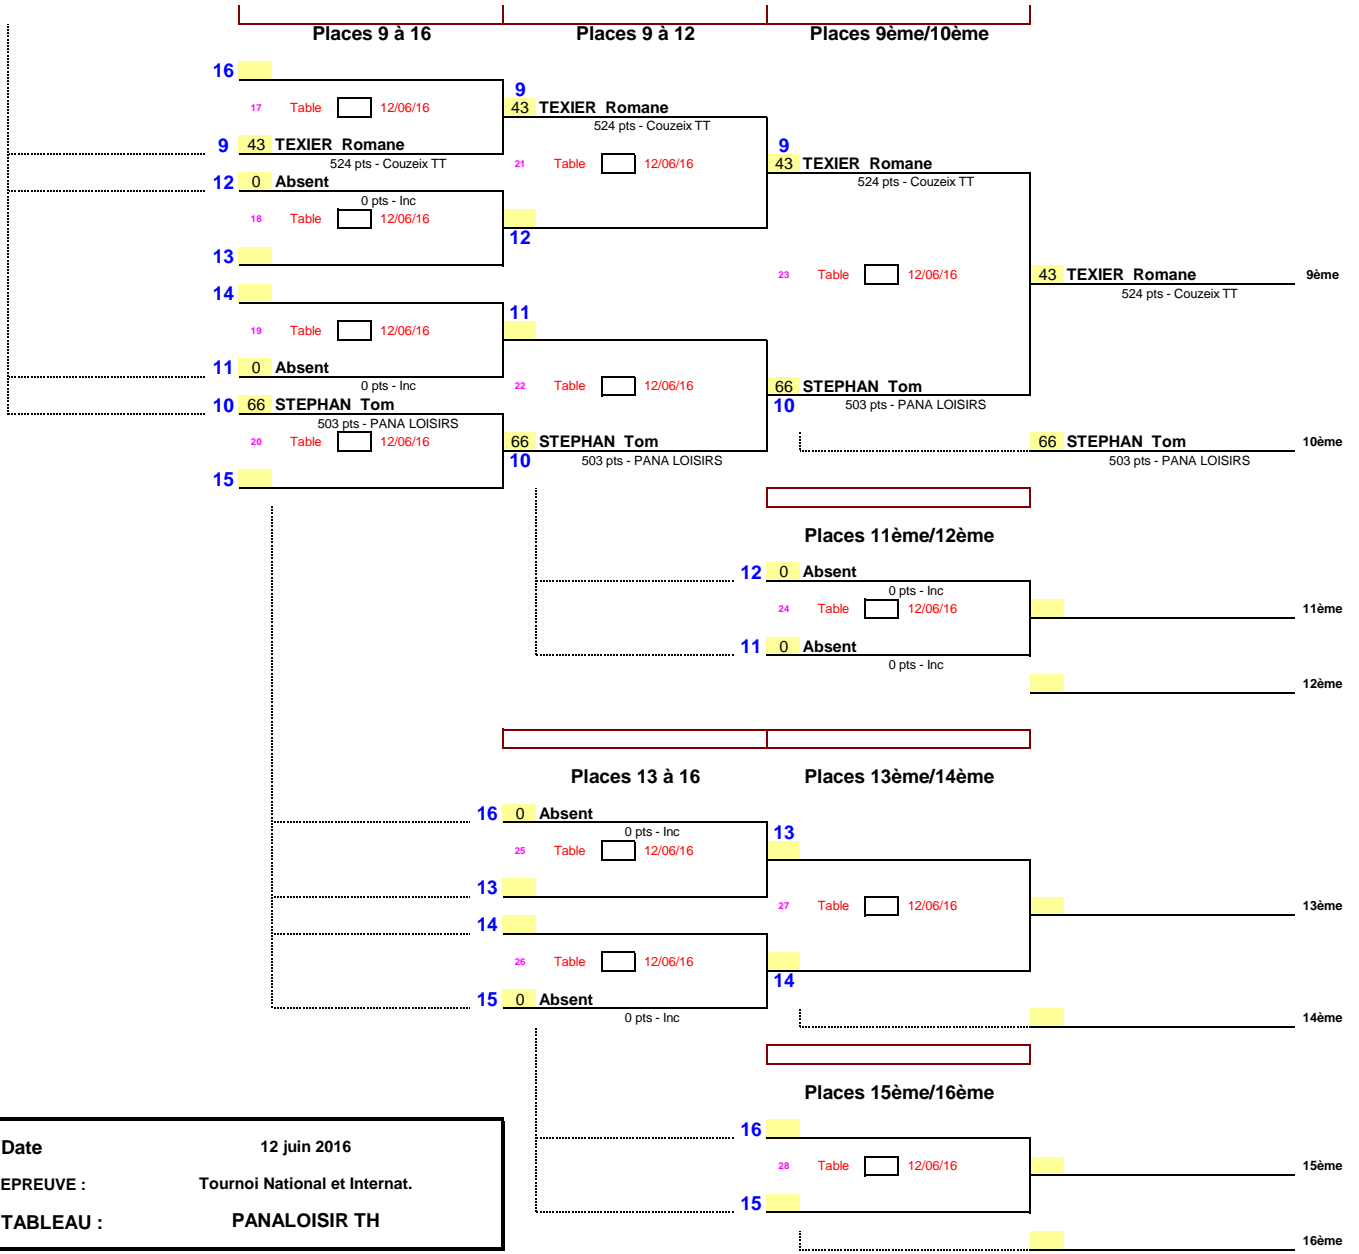 Places 9 à 16 Places 9 à 12 Places 9ème/10ème
16
9
17 Table 12/06/16 43 TEXIER Romane
524 pts - Couzeix TT
9 43 TEXIER Romane 9
524 pts - Couzeix TT 21 Table 12/06/16 43 TEXIER Romane
12 0 Absent 524 pts - Couzeix TT
0 pts - Inc
18 Table 12/06/16
12
13
23 Table 12/06/16 43 TEXIER Romane 9ème
14 524 pts - Couzeix TT
11
19 Table 12/06/16
11 0 Absent
0 pts - Inc 22 Table 12/06/16 66 STEPHAN Tom
10 66 STEPHAN Tom 10 503 pts - PANA LOISIRS
503 pts - PANA LOISIRS
20 Table 12/06/16 66 STEPHAN Tom 66 STEPHAN Tom 10ème
10 503 pts - PANA LOISIRS 503 pts - PANA LOISIRS
15
Places 11ème/12ème
12 0 Absent
0 pts - Inc
24 Table 12/06/16 11ème
11 0 Absent
0 pts - Inc
12ème
Places 13 à 16 Places 13ème/14ème
16 0 Absent
0 pts - Inc 13
25 Table 12/06/16
13
27 Table 12/06/16 13ème
14
26 Table 12/06/16
14
15 0 Absent
0 pts - Inc 14ème
Places 15ème/16ème
16
Date 12 juin 2016
28 Table 12/06/16 15ème
EPREUVE : Tournoi National et Internat.
15
TABLEAU : PANALOISIR TH
16ème